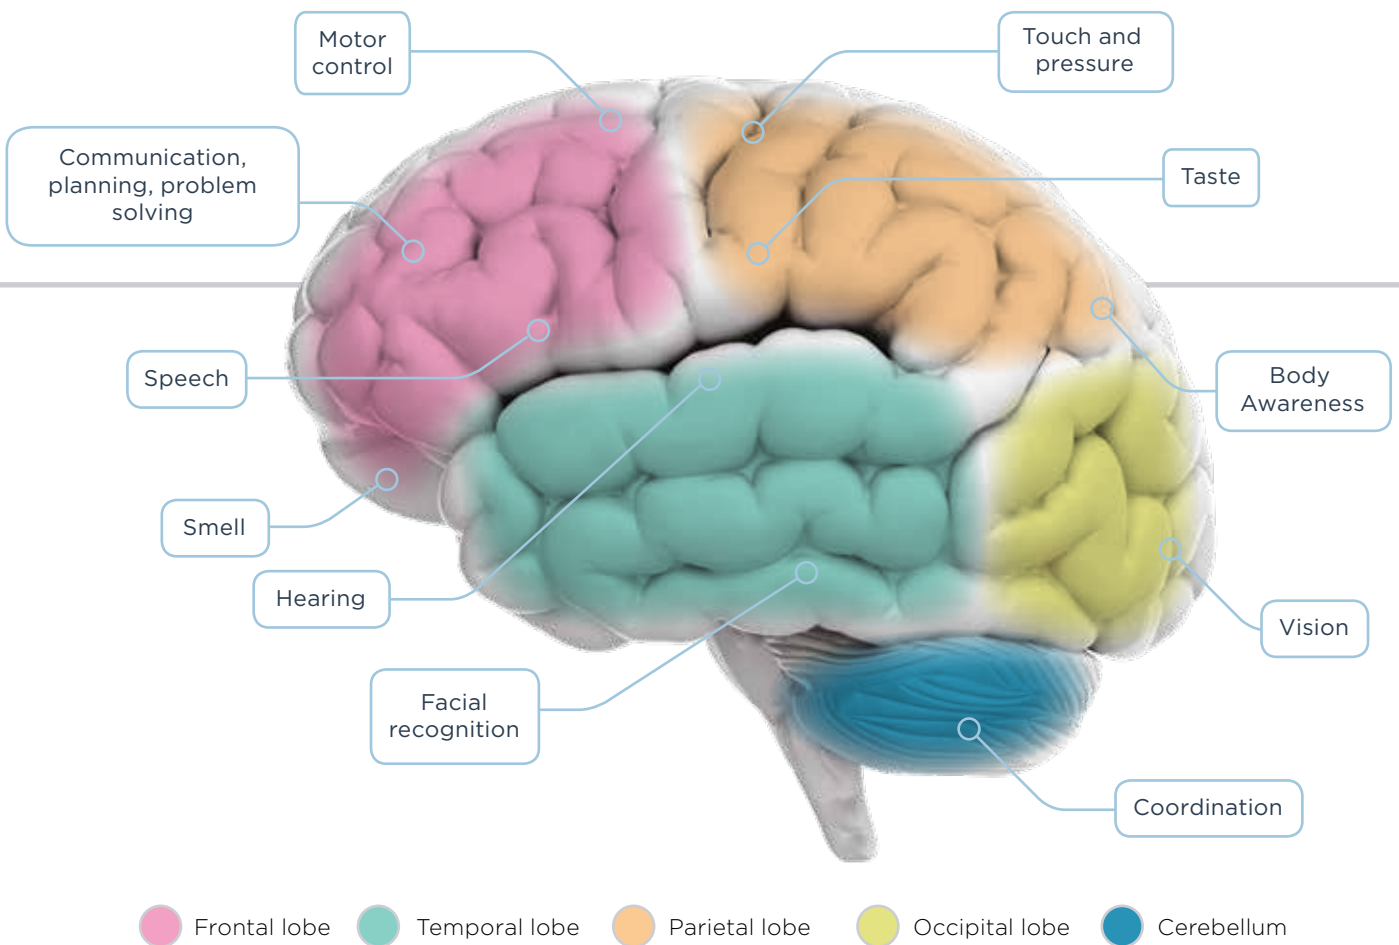 Motor
control
Touch and
pressure
Communication,
planning, problem
solving
Taste
Speech
Body
Awareness
Smell
Hearing
Vision
Facial
recognition
Coordination
Frontal lobe
Temporal lobe
Parietal lobe
Occipital lobe
Cerebellum